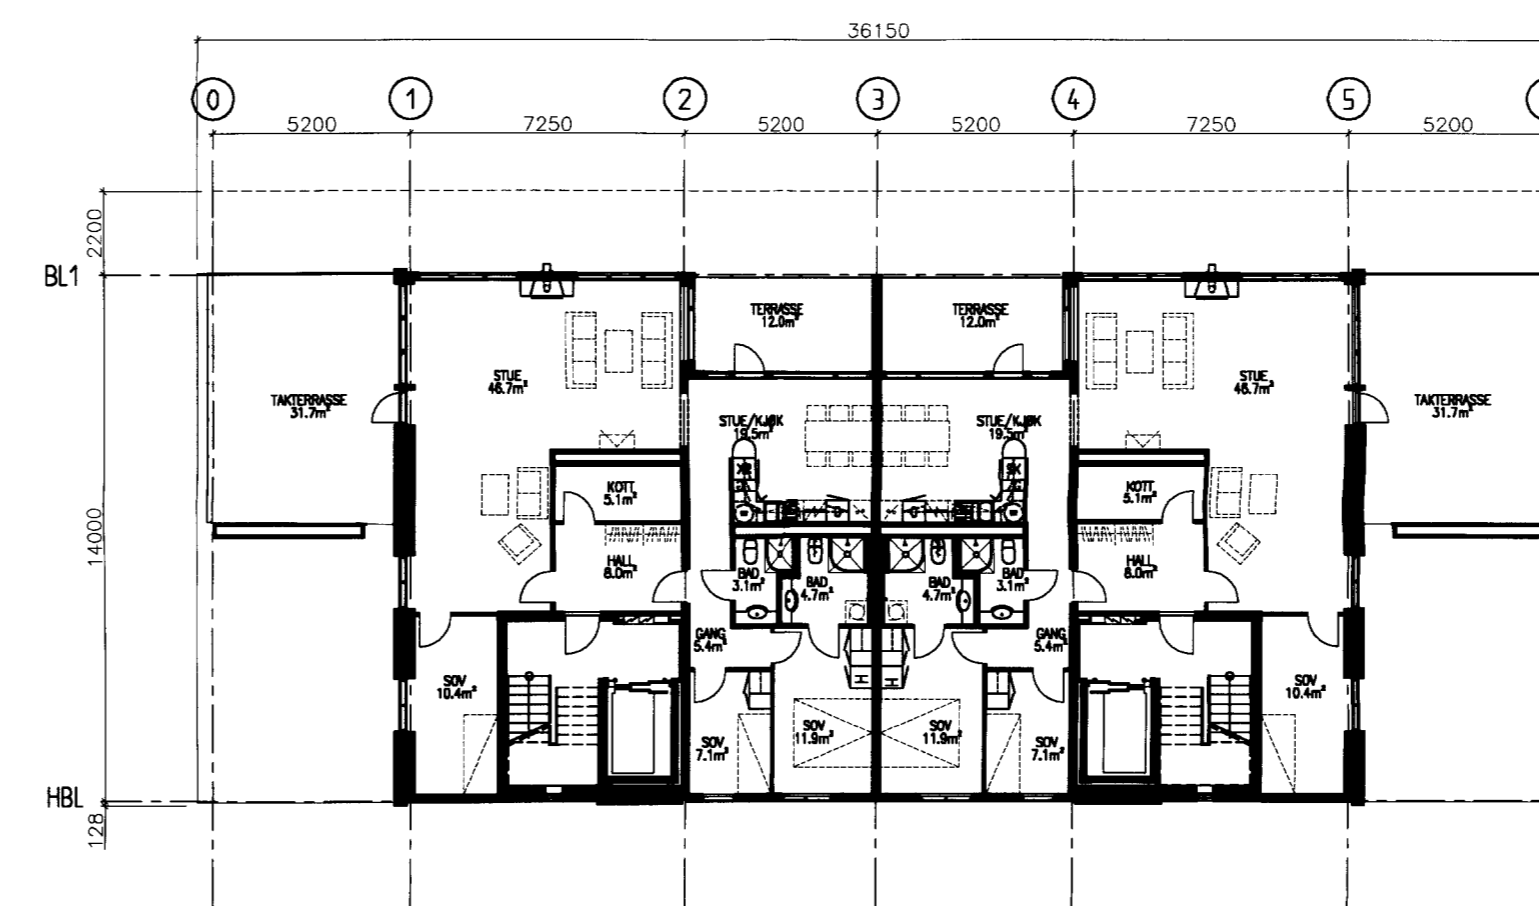 36150
0 1 2 3 4 5
5200 7250 5200 5200 7250 5200
2200
BL1
TERRASSE
12.0m²
TERRASSE
12.0m²
STUE
46.7m²
STUE
46.7m²
TAKTERRASSE
31.7m²
TAKTERRASSE
31.7m²
STUE/KJØK
19.5m²
STUE/KJØK
19.5m²
KOTT
5.1m²
KOTT
5.1m²
14000
HALL
8.0m²
HALL
8.0m²
BAD
3.1m²
BAD
4.7m²
BAD
4.7m²
BAD
3.1m²
GANG
5.4m²
GANG
5.4m²
SOV
10.4m²
SOV
10.4m²
SOV
7.1m²
SOV
11.9m²
SOV
11.9m²
SOV
7.1m²
HBL
128